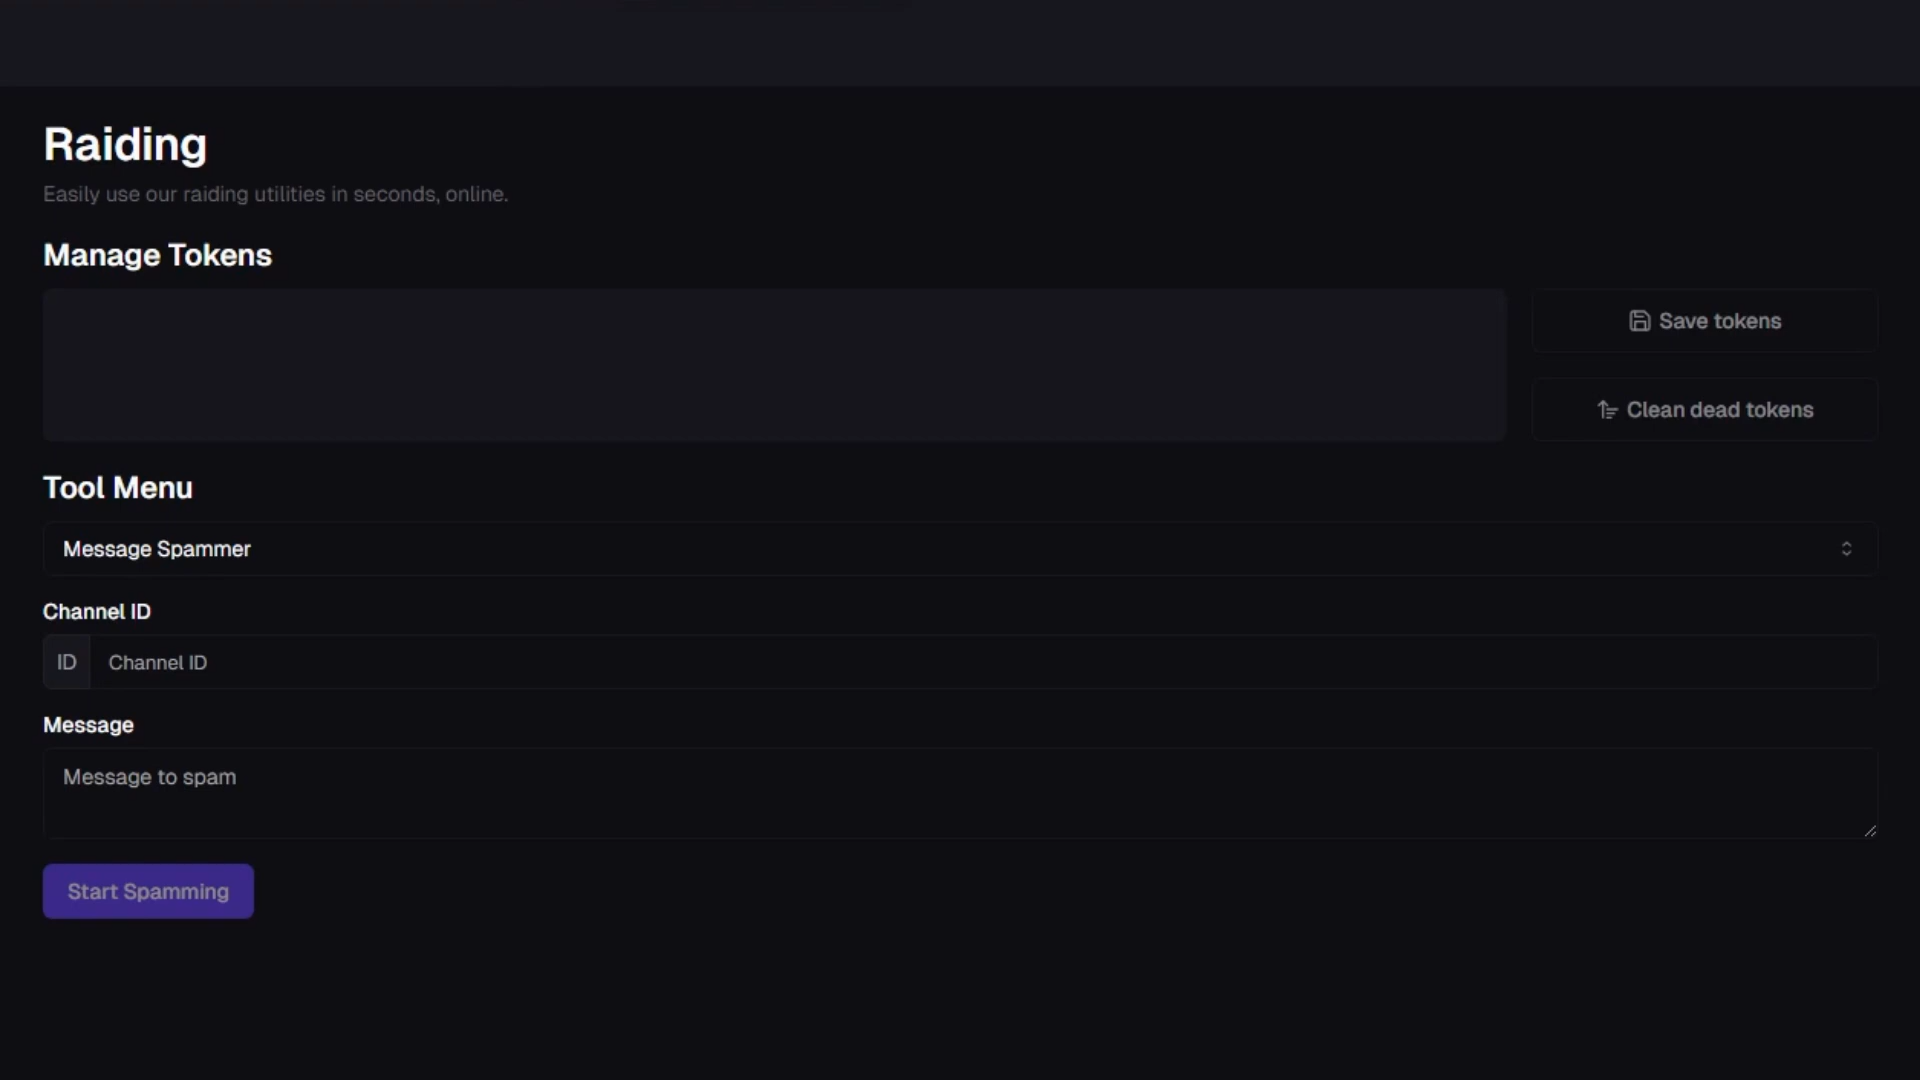 Raiding
Easily use our raiding utilities in seconds, online.
Manage Tokens
Save tokens
Clean dead tokens
Tool Menu
Message Spammer
Channel ID
ID Channel ID
Message
Message to spam
Start Spamming